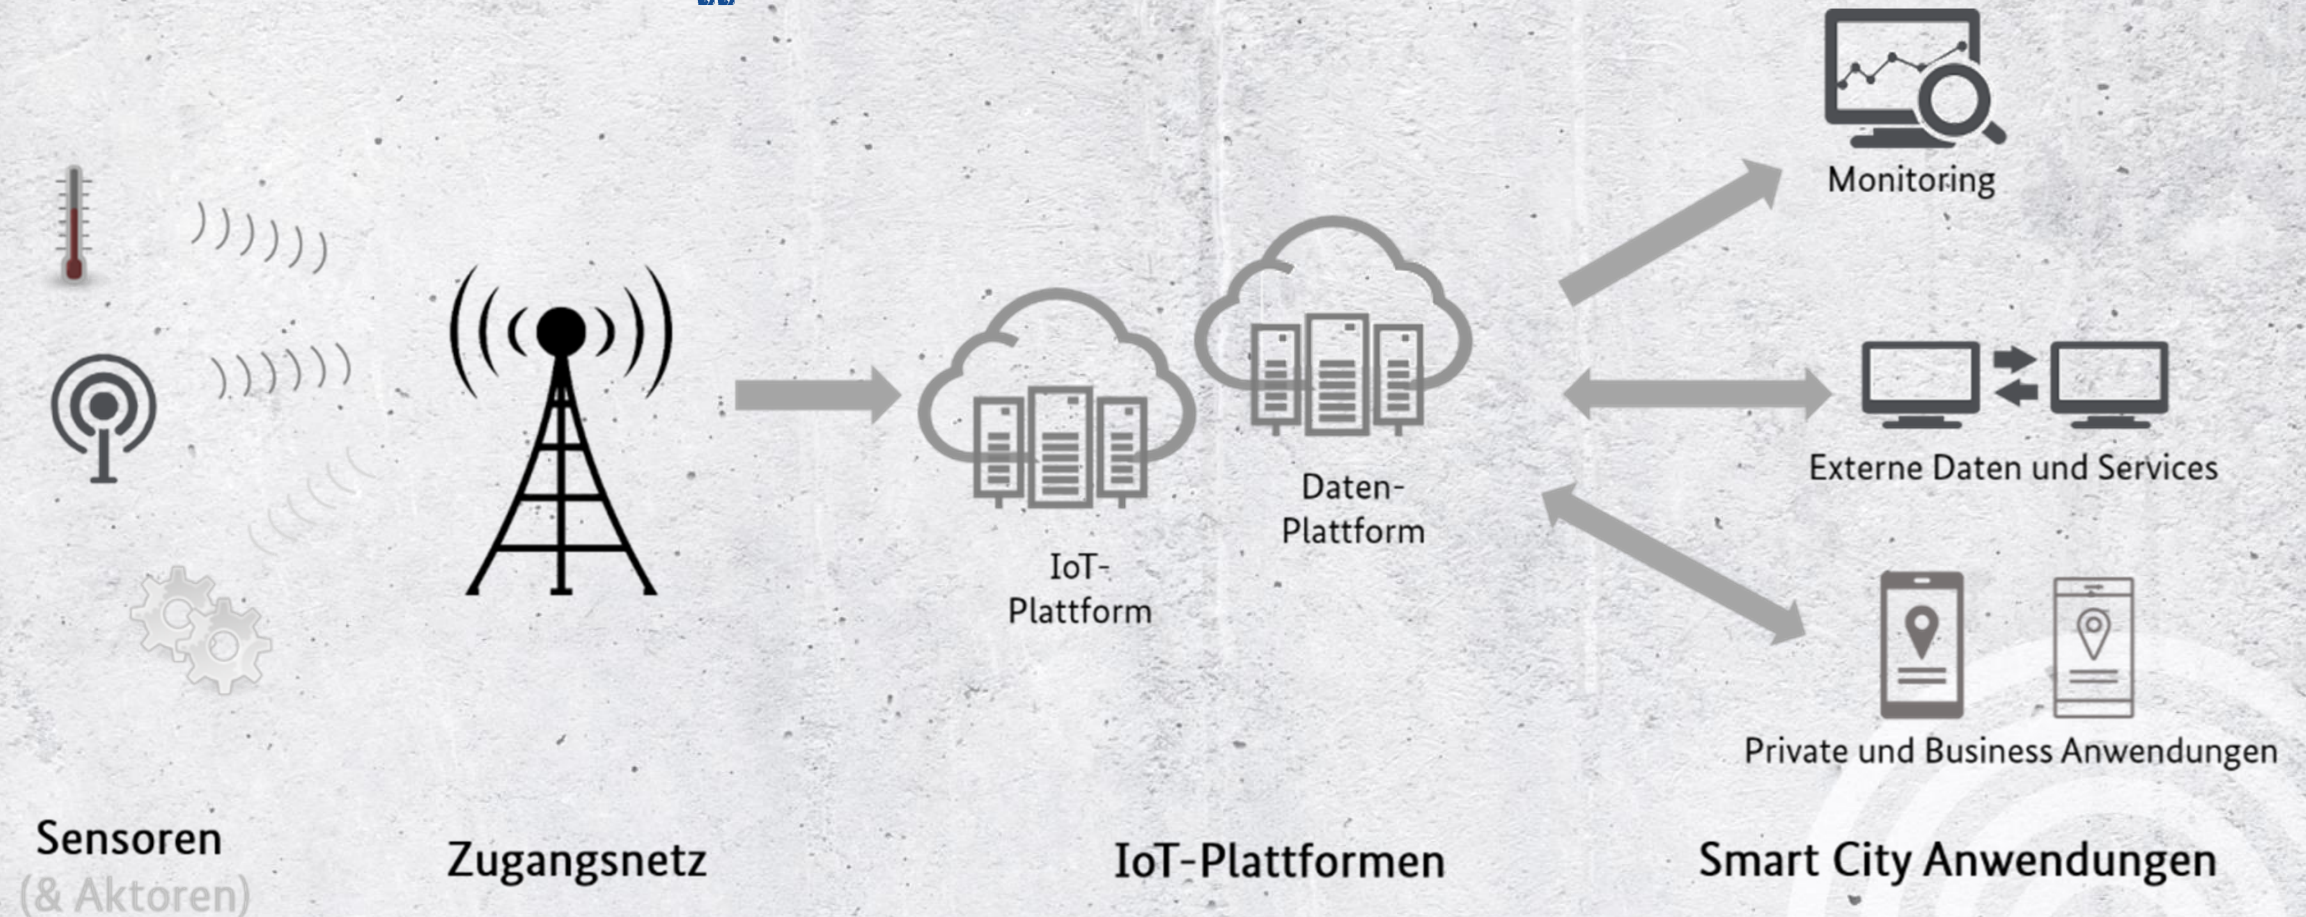 Monitoring
Externe Daten und Services
Daten-
Plattform
IoT-
Plattform
Private und Business Anwendungen
Sensoren
(& Aktoren)
Zugangsnetz
IoT-Plattformen
Smart City Anwendungen